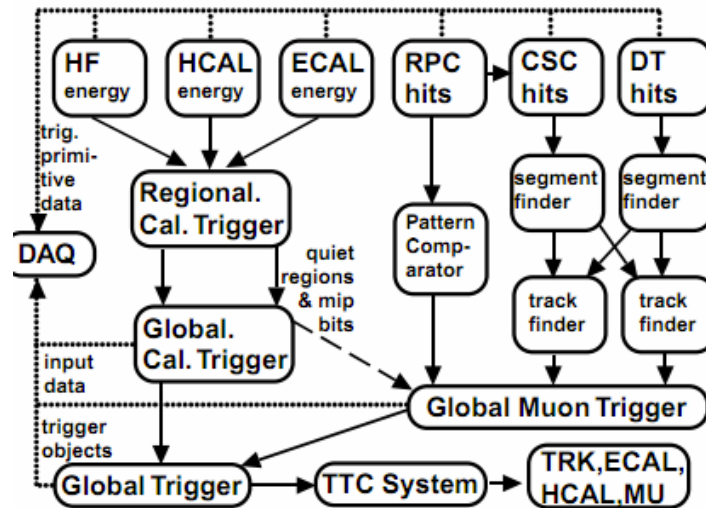 HF
energy
HCAL
energy
ECAL
energy
RPC
hits
CSC
hits
DT
hits
trig.
primi-
tive
data
Regional.
Cal. Trigger
segment
finder
segment
finder
DAQ
quiet
regions
& mip
bits
Pattern
Comp-
arator
Global.
Cal. Trigger
track
finder
track
finder
input
data
Global Muon Trigger
trigger
objects
Global Trigger
TTC System
TRK,ECAL,
HCAL,MU